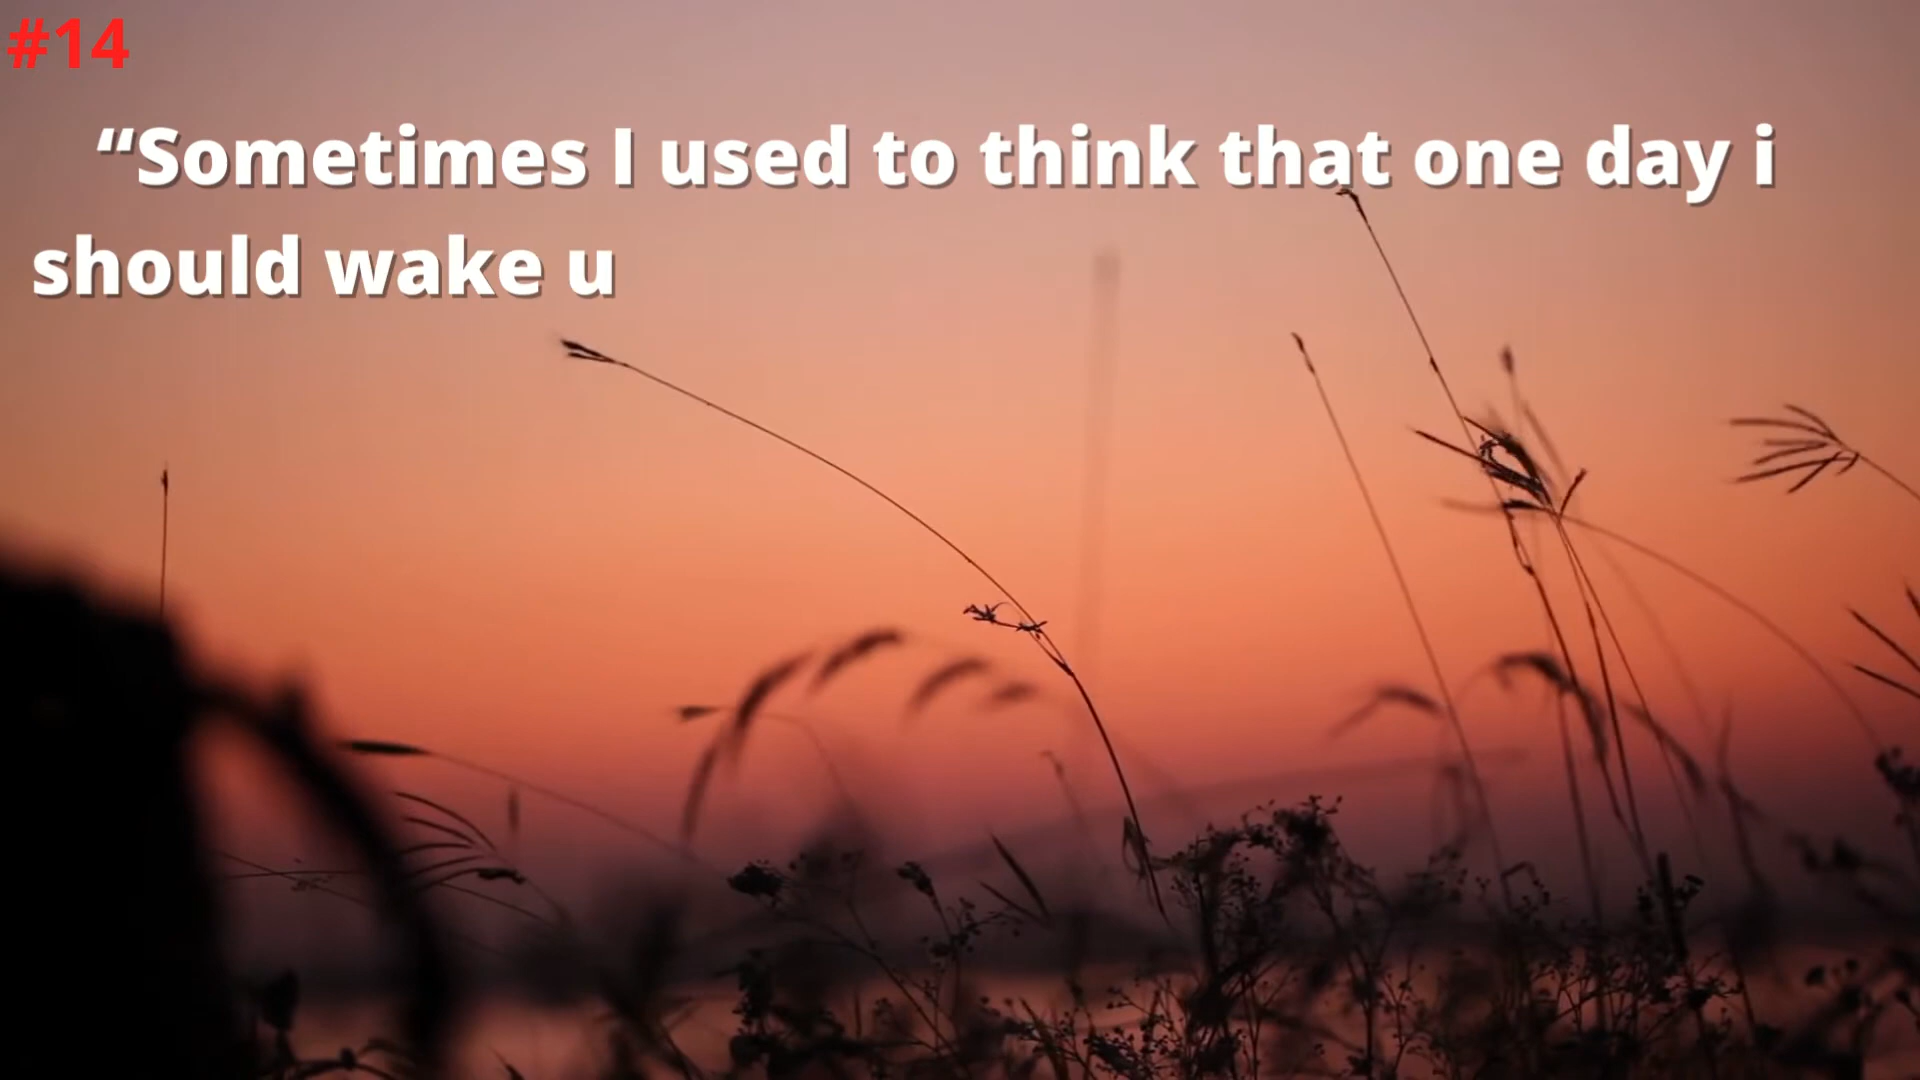 #14
“Sometimes I used to think that one day i
should wake u